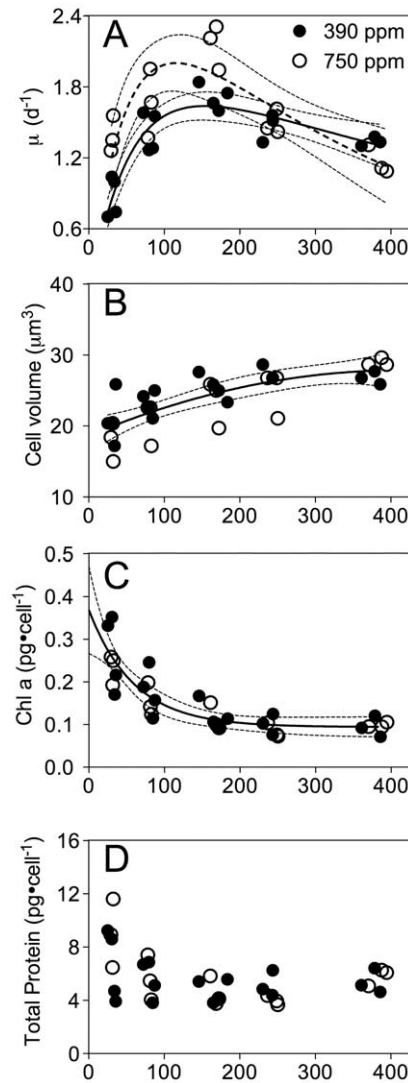 A
390 ppm
750 ppm
2.4
1.8
1.2
0.6
μ (d-1)
0 100 200 300 400
B
40
30
20
10
Cell volume (μm3)
0 100 200 300 400
C
0.5
0.4
0.3
0.2
0.1
0.0
Chl a (pg•cell-1)
0 100 200 300 400
D
16
12
8
4
0
Total Protein (pg•cell-1)
0 100 200 300 400